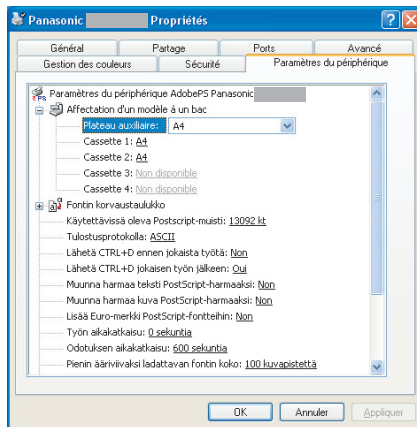 Panasonic Propriétés
Général Partage Ports Avancé
Gestion des couleurs Sécurité Paramètres du périphérique
Paramètres du périphérique AdobePS Panasonic
Affectation d'un modèle à un bac
Plateau auxiliaire: A4
Cassette 1: A4
Cassette 2: A4
Cassette 3: Non disponible
Cassette 4: Non disponible
Fontin korvaustaulukko
Käytettävissä oleva Postscript-muisti: 13092 kt
Tulostusprotokolla: ASCII
Lähetä CTRL+D ennen jokaista työtä: Non
Lähetä CTRL+D jokaisen työn jälkeen: Oui
Muunna harmaa teksti PostScript-harmaaksi: Non
Muunna harmaa kuva PostScript-harmaaksi: Non
Lisää Euro-merkki PostScript-fontteihin: Non
Työn aikakatkaisu: 0 sekuntia
Odotuksen aikakatkaisu: 600 sekuntia
Pienin ääriviivaksi ladattavan fontin koko: 100 kuvapistettä
OK Annuler Appliquer